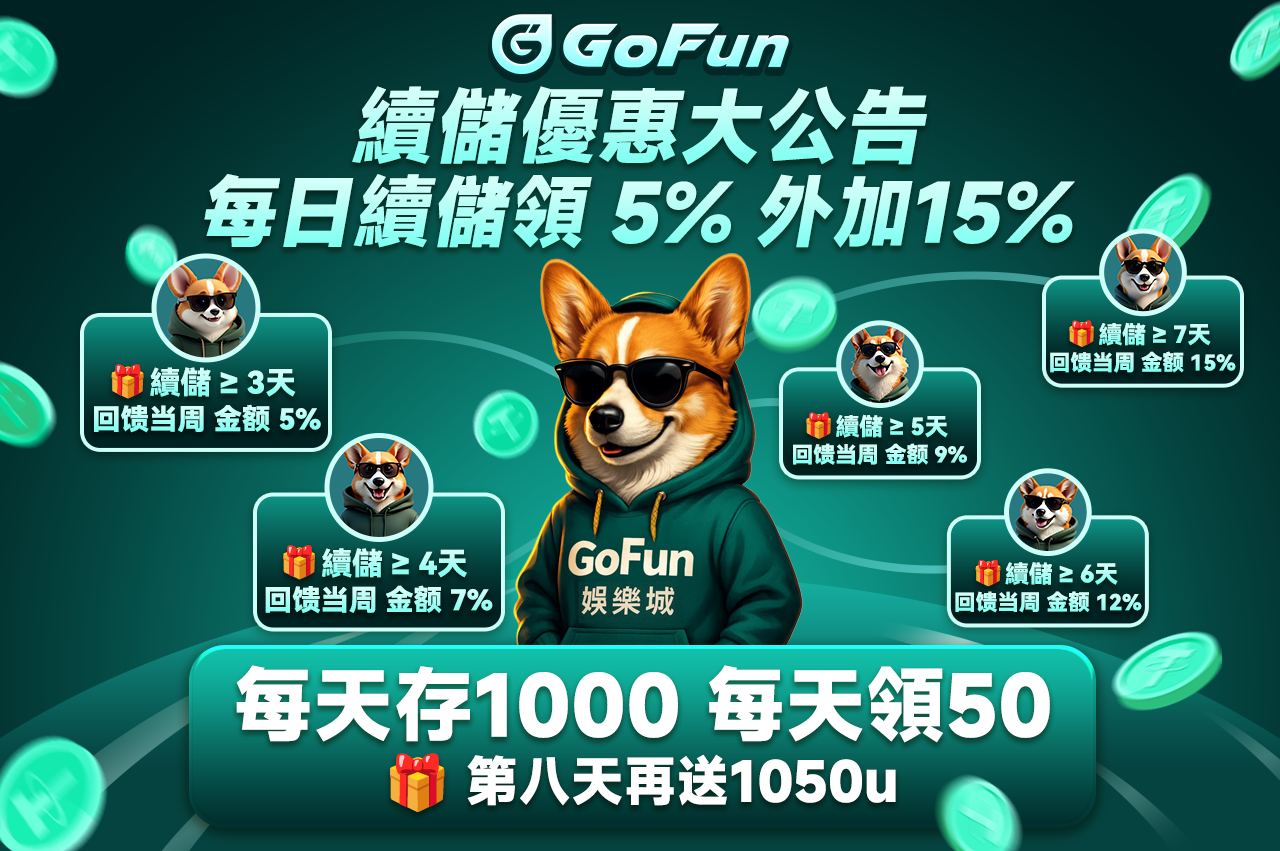 GoFun
續儲優惠大公告
每日續儲領 5% 外加15%
續儲 ≥ 3天
回馈当周 金额 5%
續儲 ≥ 4天
回馈当周 金额 7%
續儲 ≥ 5天
回馈当周 金额 9%
續儲 ≥ 6天
回馈当周 金额 12%
續儲 ≥ 7天
回馈当周 金额 15%
GoFun
娛樂城
每天存1000 每天領50
第八天再送1050u